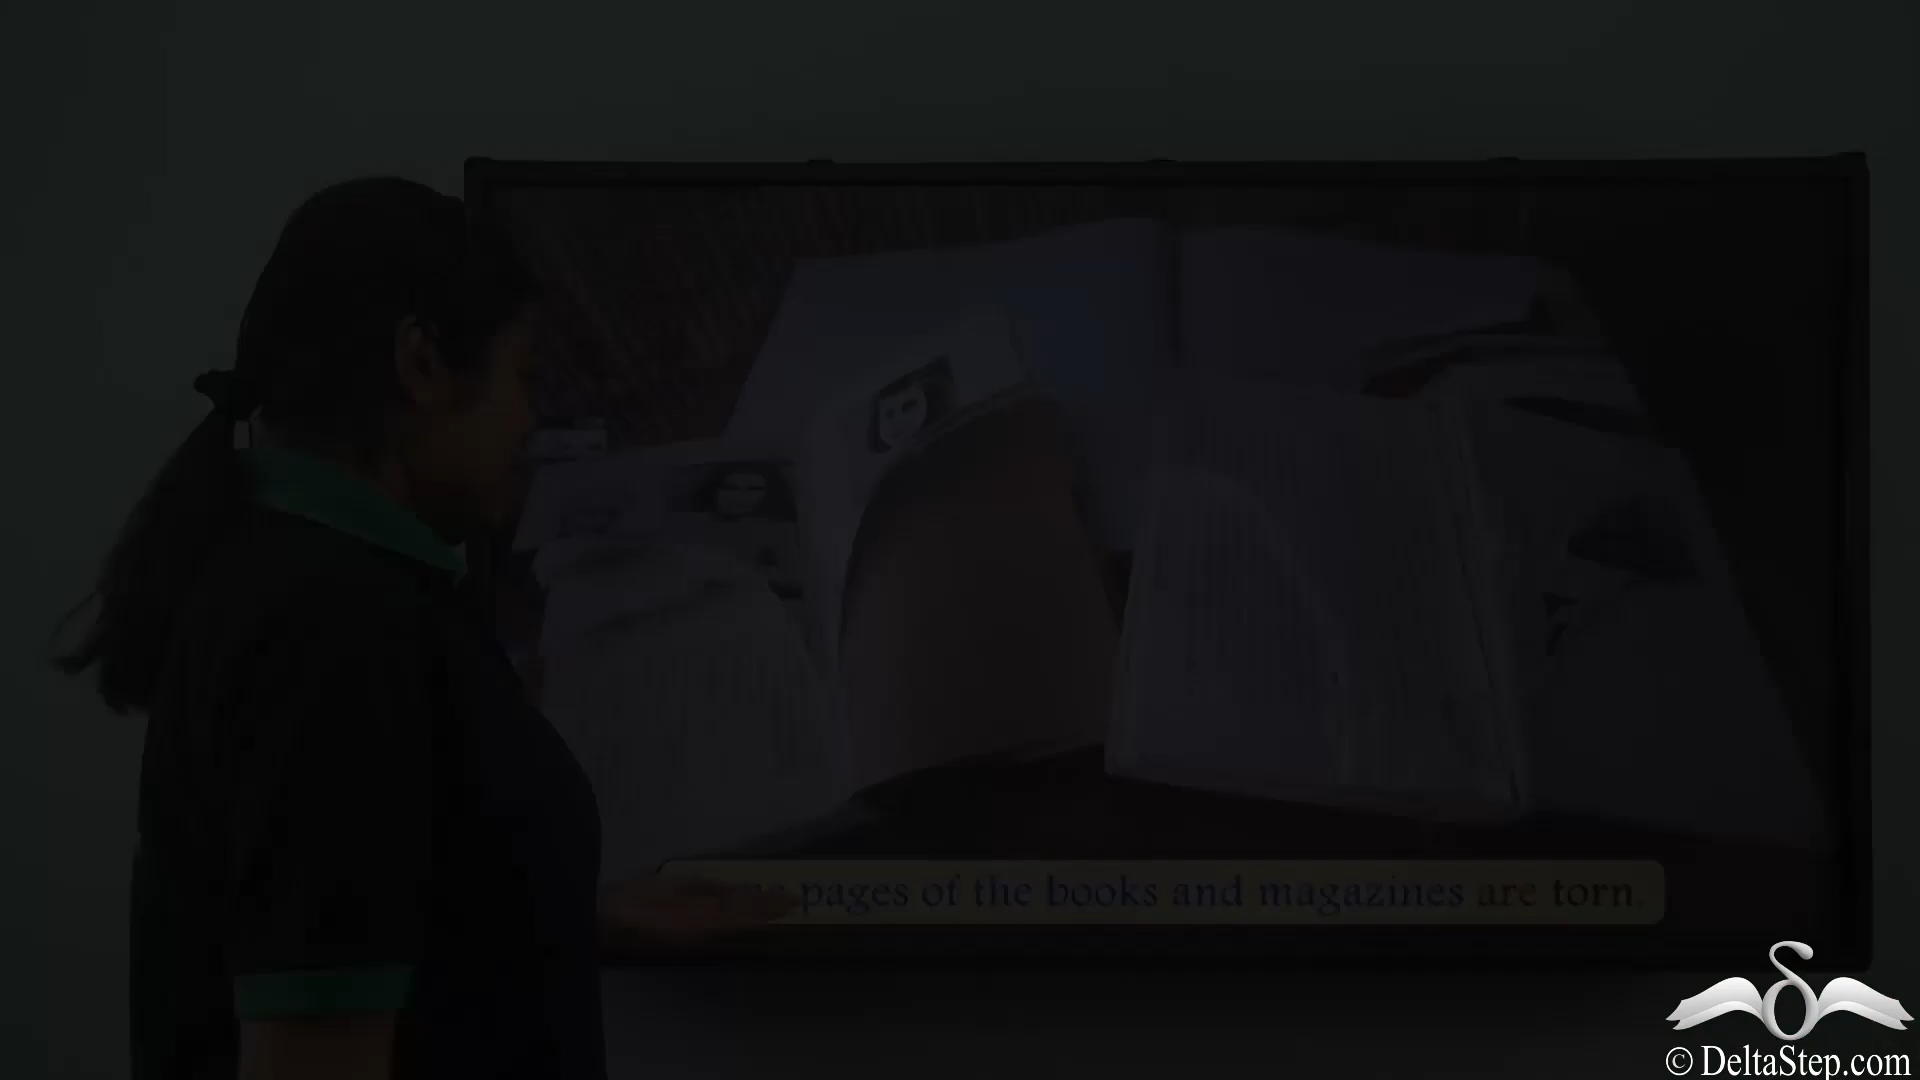 pages of the books and magazines are torn.
© DeltaStep.com